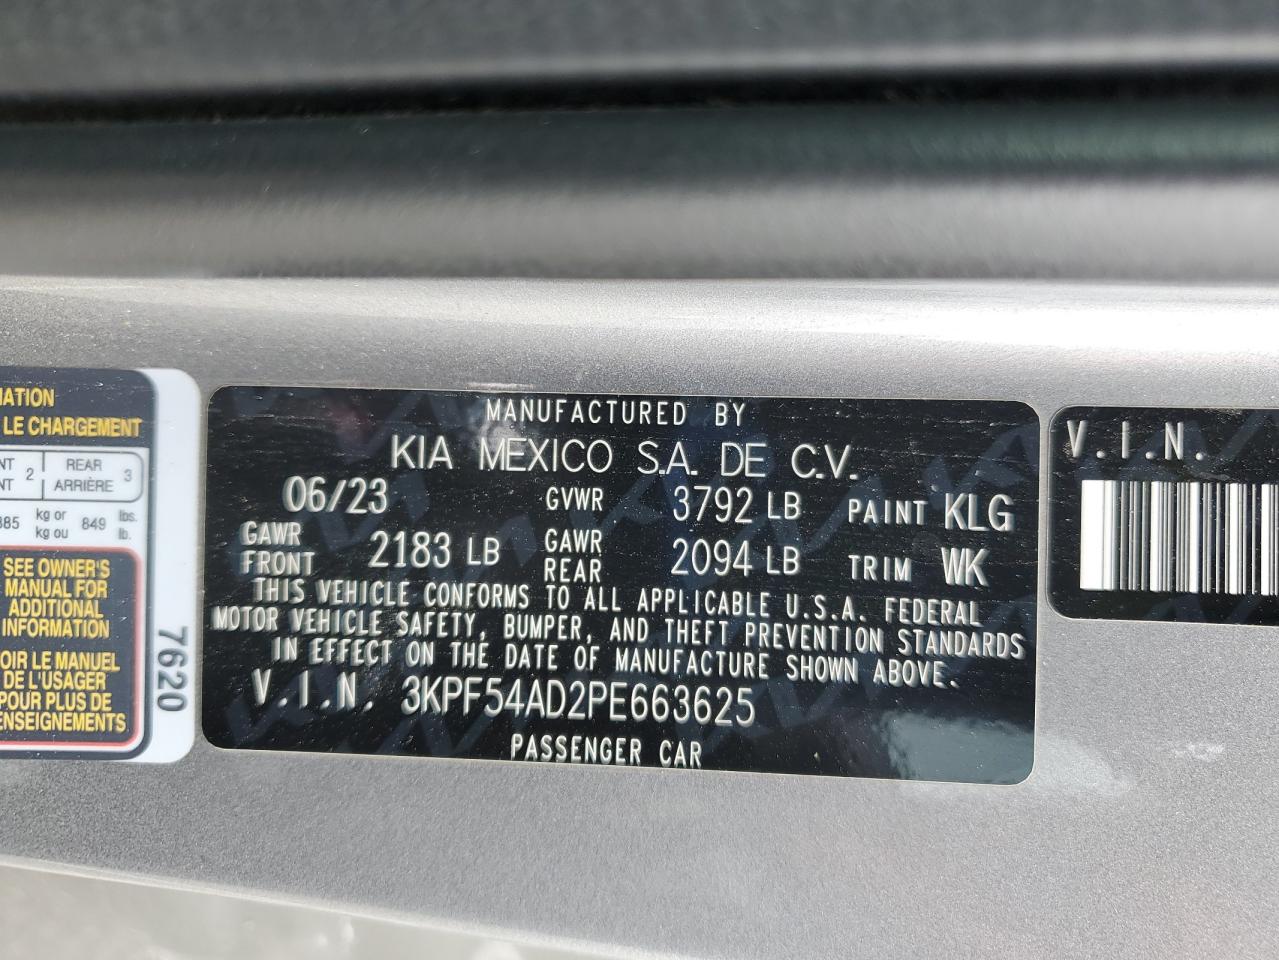 MANUFACTURED BY
KIA MEXICO S.A. DE C.V.
06/23 GVWR 3792 LB PAINT KLG
GAWR FRONT 2183 LB GAWR REAR 2094 LB TRIM WK
THIS VEHICLE CONFORMS TO ALL APPLICABLE U.S.A. FEDERAL
MOTOR VEHICLE SAFETY, BUMPER, AND THEFT PREVENTION STANDARDS
IN EFFECT ON THE DATE OF MANUFACTURE SHOWN ABOVE.
V.I.N. 3KPF54AD2PE663625
PASSENGER CAR
LE CHARGEMENT
2 REAR 3
ARRIÈRE
kg or 849 lbs.
kg ou lb.
SEE OWNER'S
MANUAL FOR
ADDITIONAL
INFORMATION
LE MANUEL
DE L'USAGER
POUR PLUS DE
7620
V.I.N.